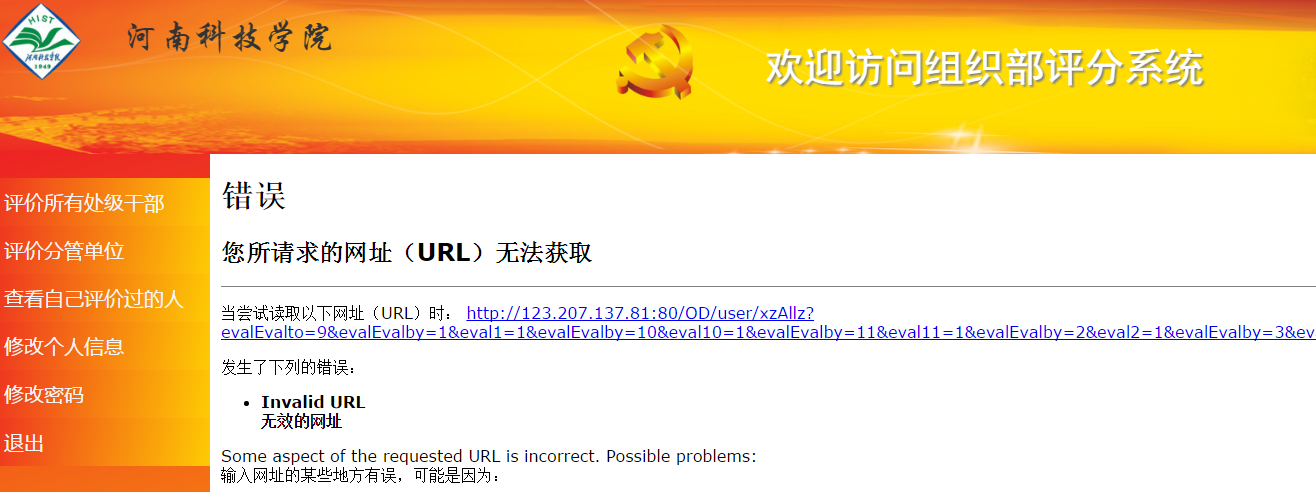 HIST
河南科技学院
1949
河南科技学院
欢迎访问组织部评分系统
评价所有处级干部
评价分管单位
查看自己评价过的人
修改个人信息
修改密码
退出
错误
您所请求的网址（URL）无法获取
当尝试读取以下网址（URL）时： http://123.207.137.81:80/OD/user/xzAllz?
evalEvalto=9&evalEvalby=1&eval1=1&evalEvalby=10&eval10=1&evalEvalby=11&eval11=1&evalEvalby=2&eval2=1&evalEvalby=3&ev
发生了下列的错误：
• Invalid URL
无效的网址
Some aspect of the requested URL is incorrect. Possible problems:
输入网址的某些地方有误，可能是因为：